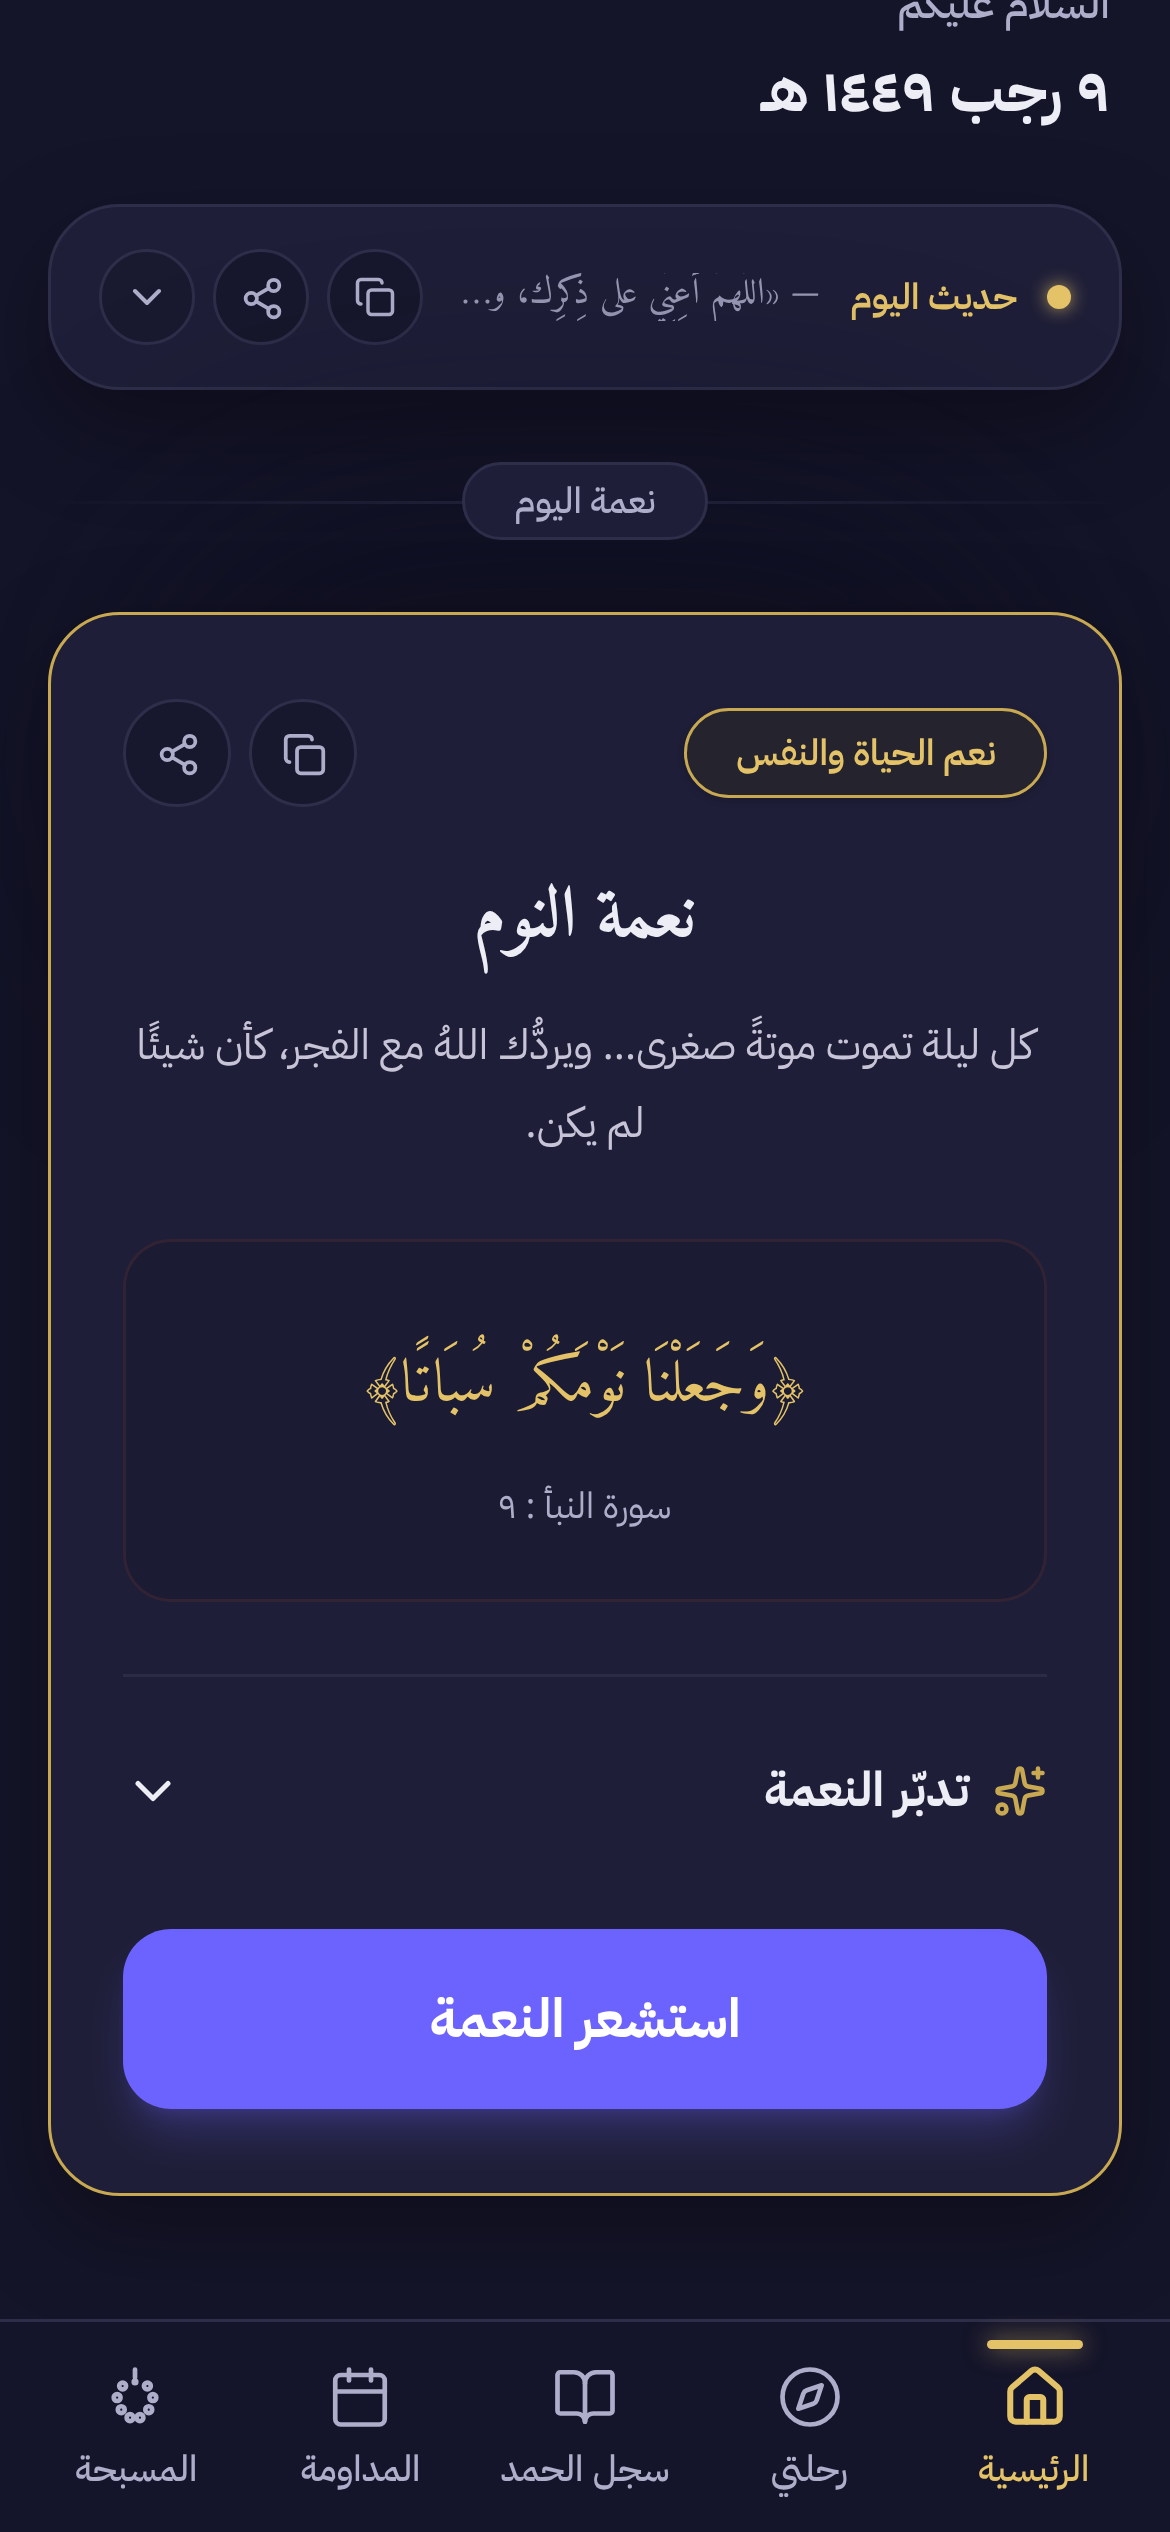 السلام عليكم
٩ رجب ١٤٤٩ هـ
حديث اليوم — «اللهم أعِنِّي على ذِكرِك، و...
نعمة اليوم
نعم الحياة والنفس
نعمة النوم
كل ليلة تموت موتةً صغرى... ويردُّك اللهُ مع الفجر، كأن شيئًا
لم يكن.
﴿وَجَعَلْنَا نَوْمَكُمْ سُبَاتًا﴾
سورة النبأ : ٩
تدبّر النعمة
استشعر النعمة
الرئيسية
رحلتي
سجل الحمد
المداومة
المسبحة